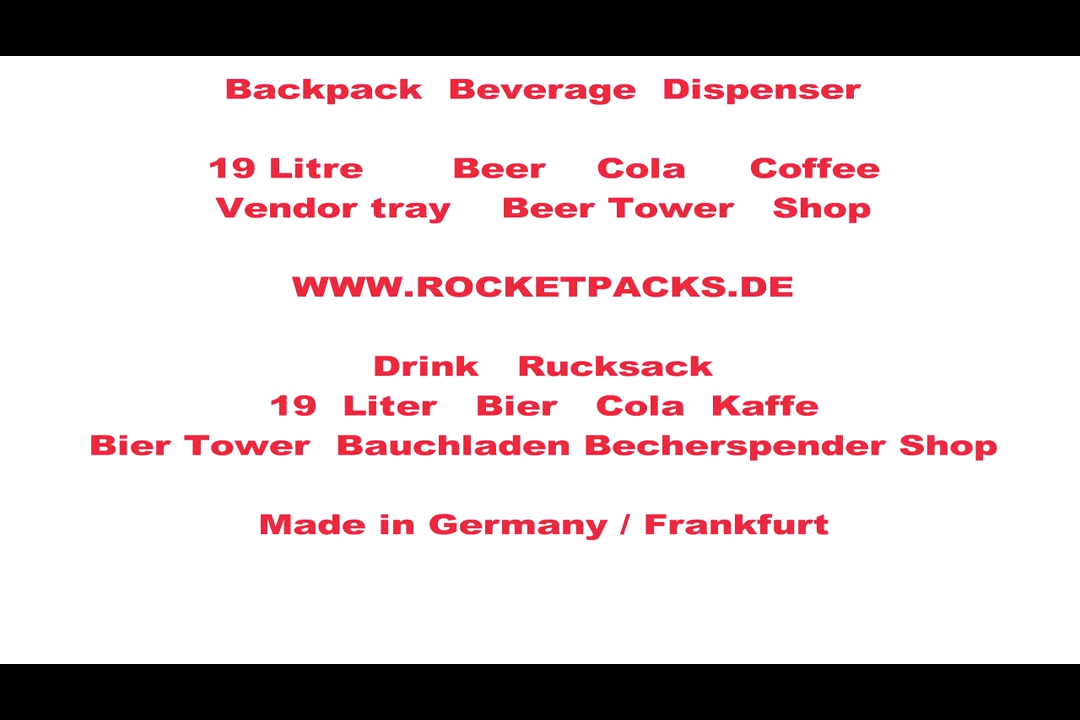 Backpack Beverage Dispenser
19 Litre Beer Cola Coffee
Vendor tray Beer Tower Shop
WWW.ROCKETPACKS.DE
Drink Rucksack
19 Liter Bier Cola Kaffe
Bier Tower Bauchladen Becherspender Shop
Made in Germany / Frankfurt